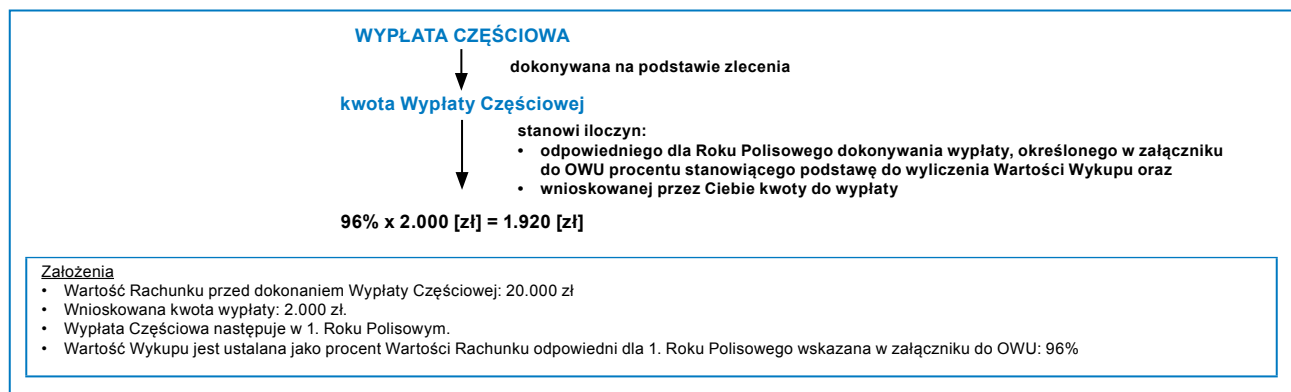 WYPŁATA CZĘŚCIOWA
dokonywana na podstawie zlecenia
kwota Wypłaty Częściowej
stanowi iloczyn:
• odpowiedniego dla Roku Polisowego dokonywania wypłaty, określonego w załączniku
do OWU procentu stanowiącego podstawę do wyliczenia Wartości Wykupu oraz
• wnioskowanej przez Ciebie kwoty do wypłaty
96% x 2.000 [zł] = 1.920 [zł]
Założenia
• Wartość Rachunku przed dokonaniem Wypłaty Częściowej: 20.000 zł
• Wnioskowana kwota wypłaty: 2.000 zł.
• Wypłata Częściowa następuje w 1. Roku Polisowym.
• Wartość Wykupu jest ustalana jako procent Wartości Rachunku odpowiedni dla 1. Roku Polisowego wskazana w załączniku do OWU: 96%